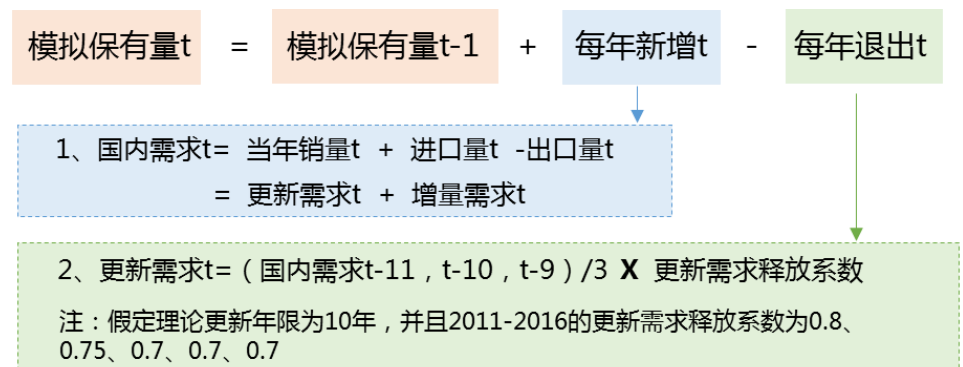 模拟保有量t = 模拟保有量t-1 + 每年新增t - 每年退出t
1、国内需求t= 当年销量t + 进口量t -出口量t
= 更新需求t + 增量需求t
2、更新需求t=（国内需求t-11，t-10，t-9）/3 X 更新需求释放系数
注：假定理论更新年限为10年，并且2011-2016的更新需求释放系数为0.8、
0.75、0.7、0.7、0.7